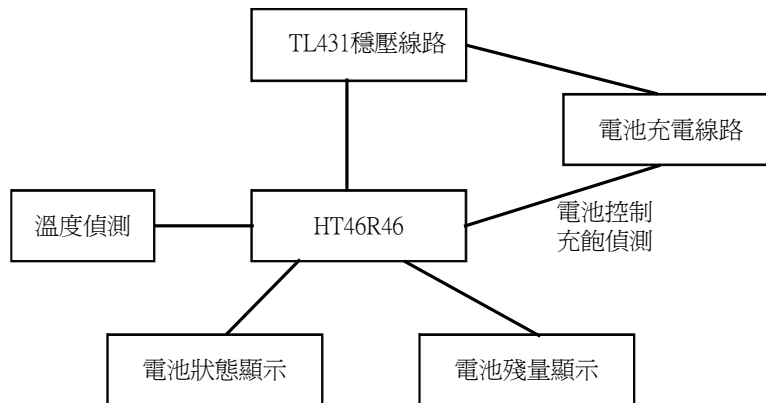 TL431穩壓線路
電池充電線路
溫度偵測
HT46R46
電池控制
充飽偵測
電池狀態顯示
電池殘量顯示